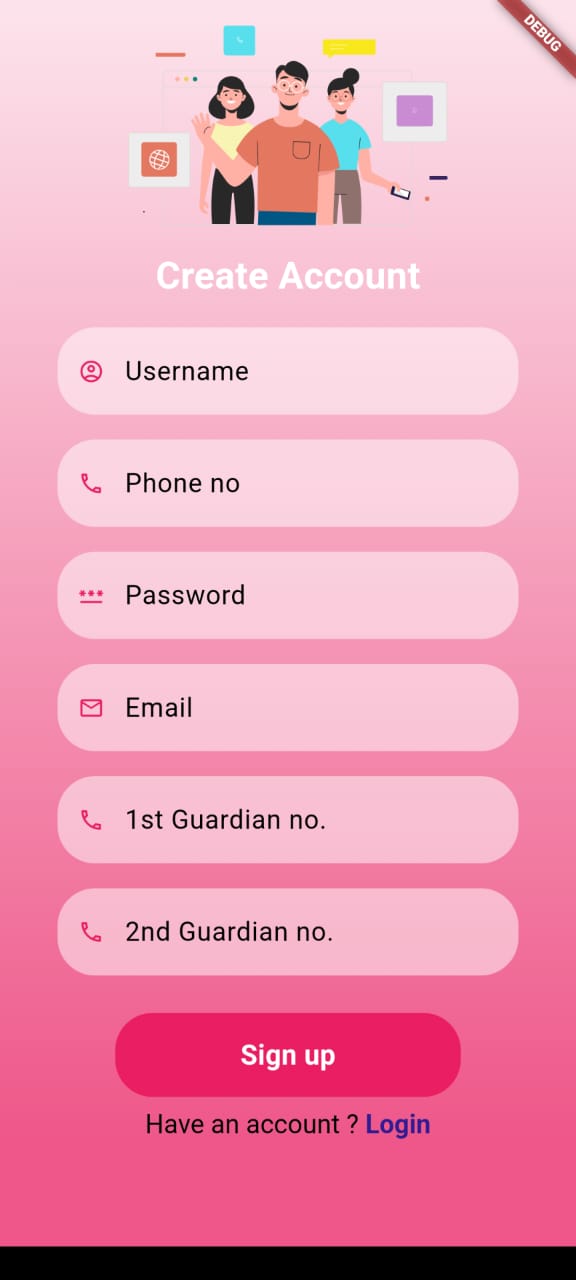 DEBUG
Create Account
Username
Phone no
Password
Email
1st Guardian no.
2nd Guardian no.
Sign up
Have an account ? Login